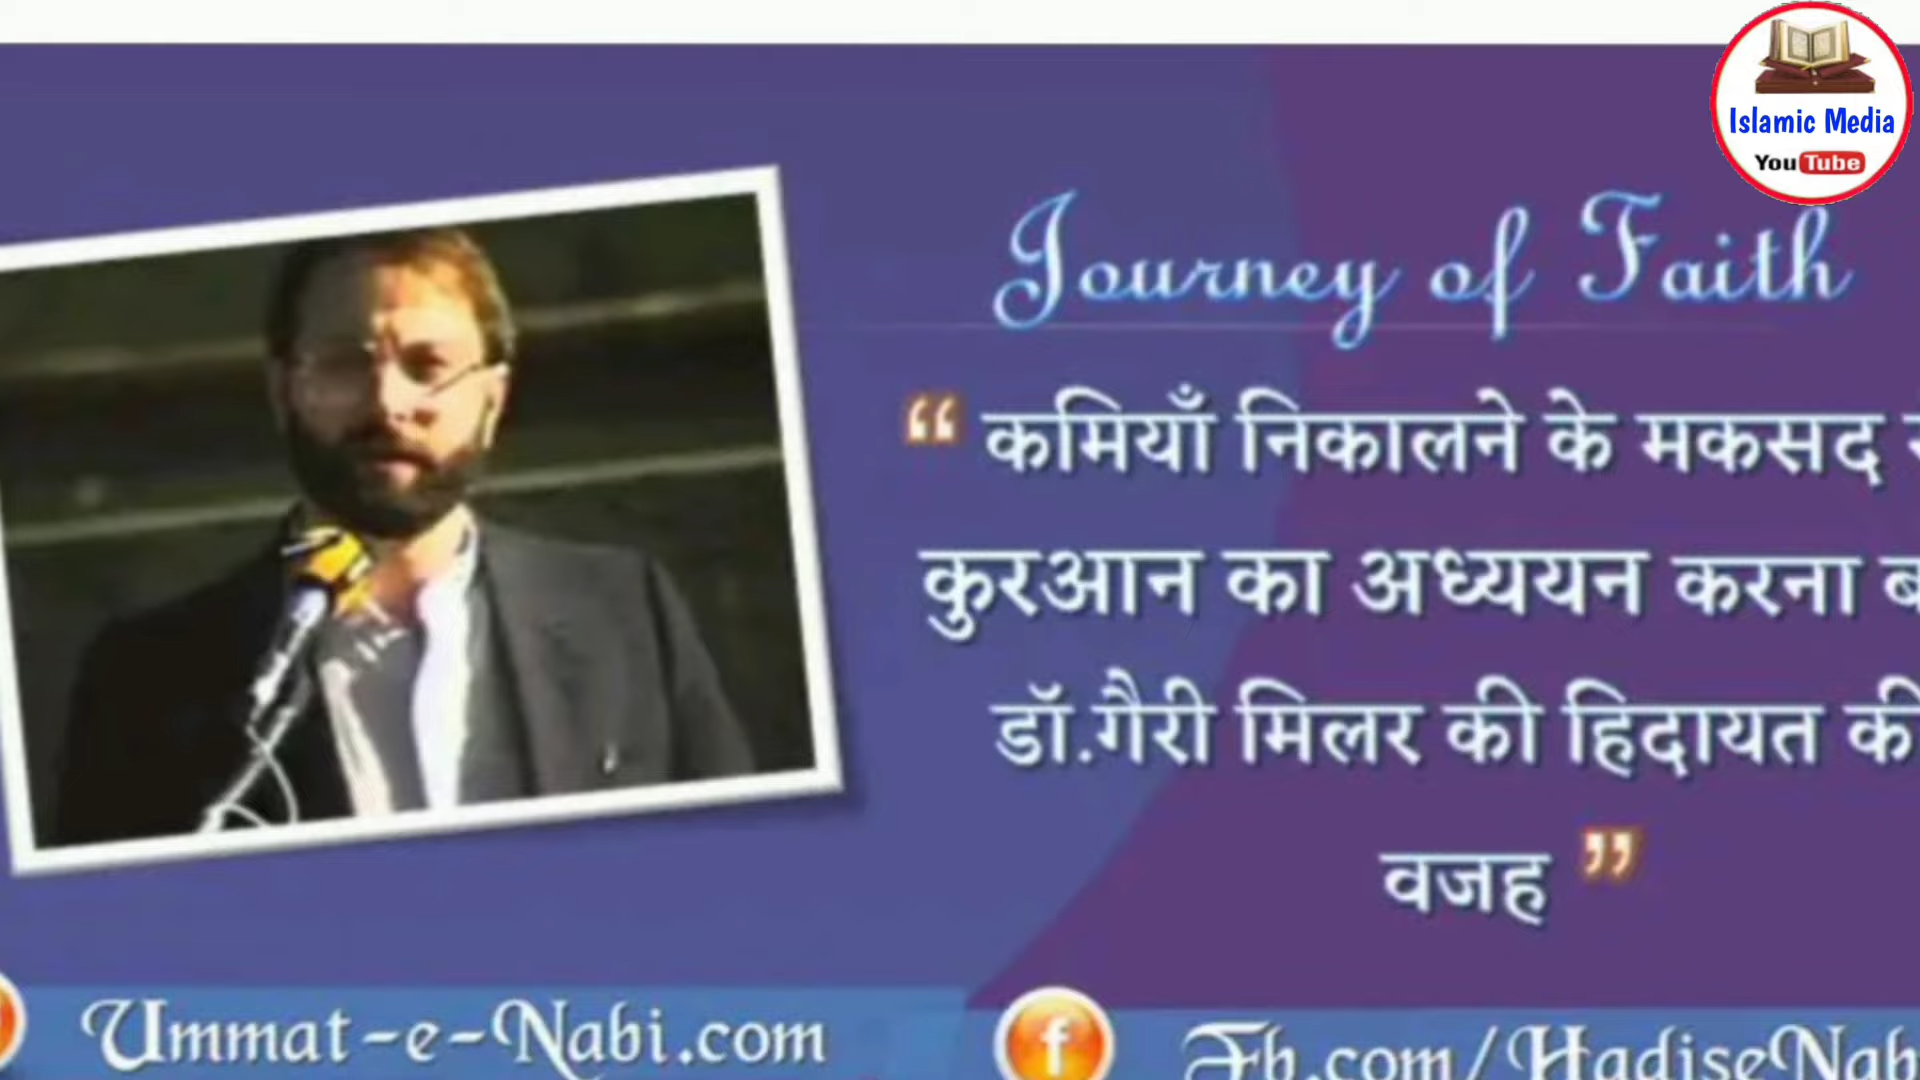 Islamic Media
YouTube
Journey of Faith
“ कमियाँ निकालने के मकसद
कुरआन का अध्ययन करना
डॉ.गैरी मिलर की हिदायत की
वजह ”
Ummat-e-Nabi.com
f
Fb.com/HadiseNab